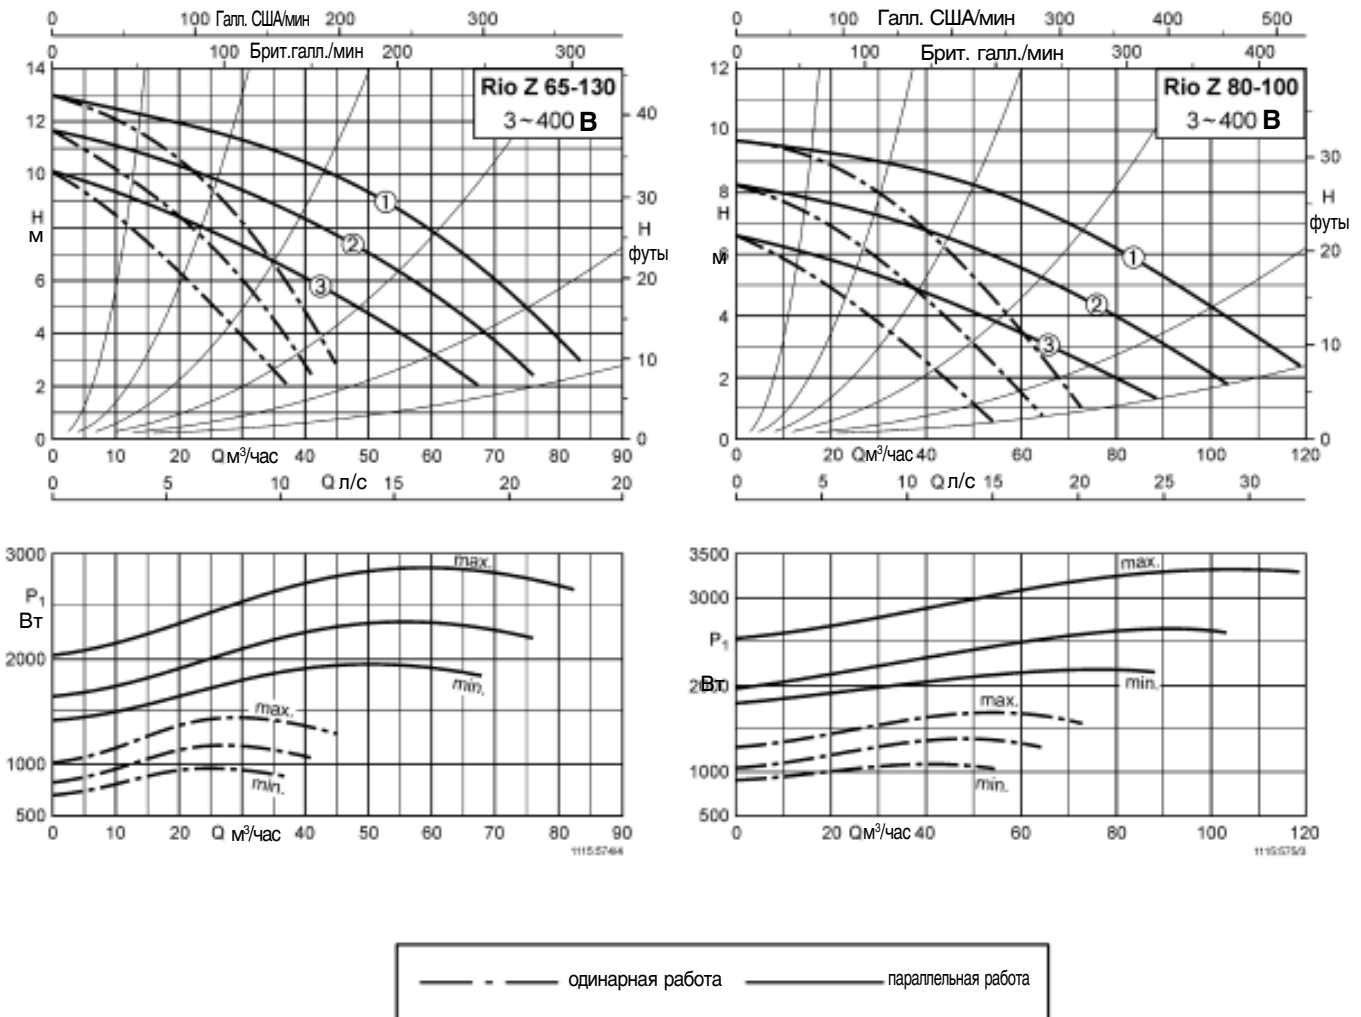 0 100 Галл. США/мин 200 300
0 100 Брит.галл./мин 200 300
Rio Z 65-130
3~400 В
14
12
10
H
м
6
4
2
0
40
30
H
футы
20
10
0
1
2
3
0 10 20 Q м³/час 40 50 60 70 80 90
0 5 10 Q л/с 15 20 20
0 100 Галл. США/мин 300 400 500
0 100 Брит. галл./мин 300 400
Rio Z 80-100
3~400 В
12
10
8
H
м
6
4
2
0
30
H
футы
20
10
0
1
2
3
0 20 Q м³/час 40 60 80 100 120
0 5 10 Q л/с 15 20 25 30
3000
P1
Вт
2000
1000
500
max.
min.
max.
min.
0 10 20 Q м³/час 40 50 60 70 80 90
1115:574/4
3500
3000
P1
Вт
2000
1000
500
max.
min.
max.
min.
0 20 Q м³/час 40 60 80 100 120
1115:575/3
одинарная работа параллельная работа